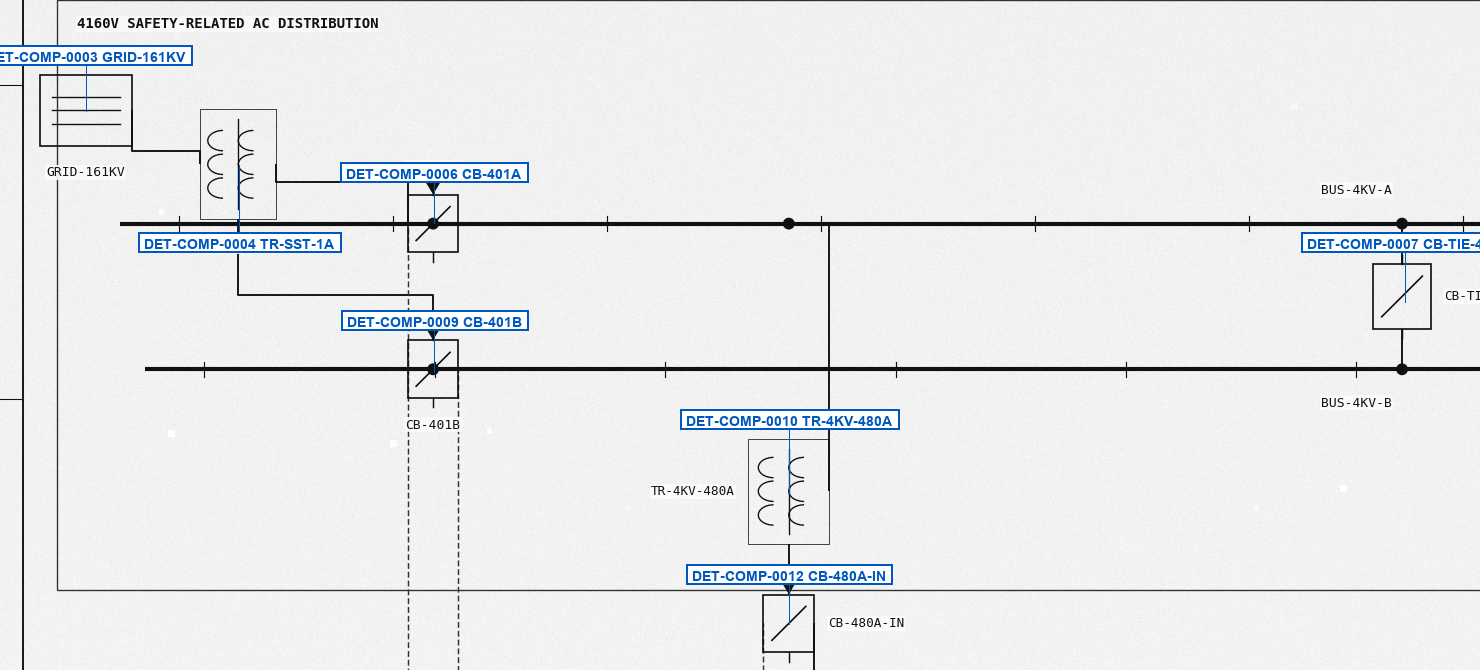 4160V SAFETY-RELATED AC DISTRIBUTION
ET-COMP-0003 GRID-161KV
GRID-161KV
DET-COMP-0006 CB-401A
BUS-4KV-A
DET-COMP-0004 TR-SST-1A
DET-COMP-0007 CB-TIE-4
CB-TI
DET-COMP-0009 CB-401B
BUS-4KV-B
CB-401B
DET-COMP-0010 TR-4KV-480A
TR-4KV-480A
DET-COMP-0012 CB-480A-IN
CB-480A-IN